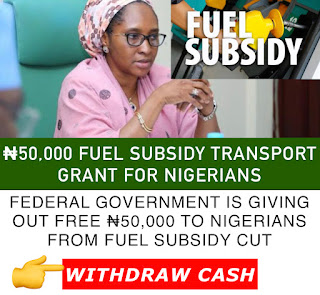 FUEL
SUBSIDY
₦50,000 FUEL SUBSIDY TRANSPORT
GRANT FOR NIGERIANS
FEDERAL GOVERNMENT IS GIVING
OUT FREE ₦50,000 TO NIGERIANS
FROM FUEL SUBSIDY CUT
WITHDRAW CASH